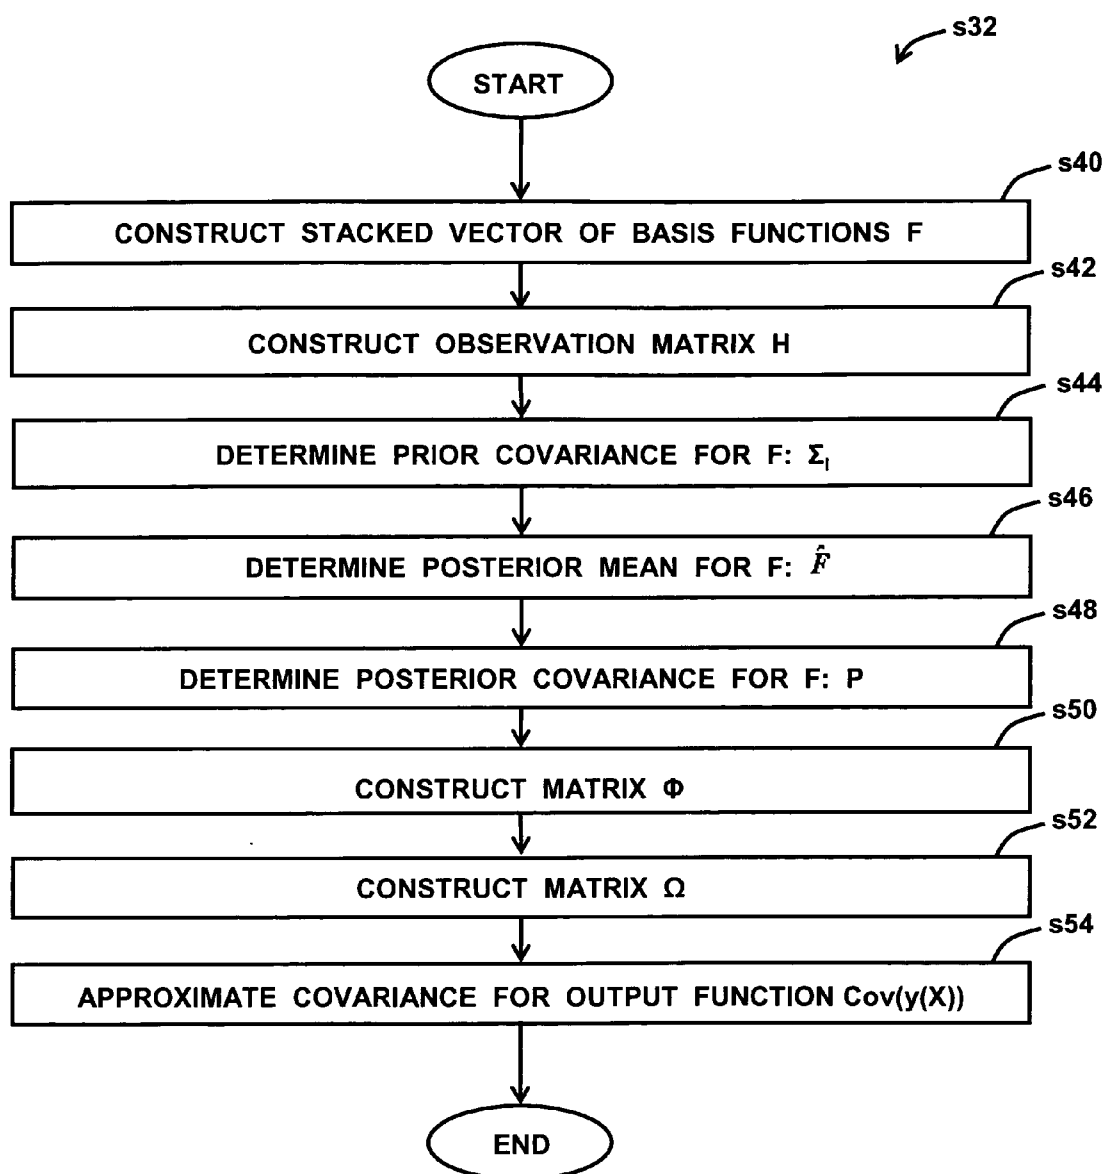 s32
START
s40
CONSTRUCT STACKED VECTOR OF BASIS FUNCTIONS F
s42
CONSTRUCT OBSERVATION MATRIX H
s44
DETERMINE PRIOR COVARIANCE FOR F: Σ_I
s46
DETERMINE POSTERIOR MEAN FOR F: F̂
s48
DETERMINE POSTERIOR COVARIANCE FOR F: P
s50
CONSTRUCT MATRIX Φ
s52
CONSTRUCT MATRIX Ω
s54
APPROXIMATE COVARIANCE FOR OUTPUT FUNCTION Cov(y(X))
END